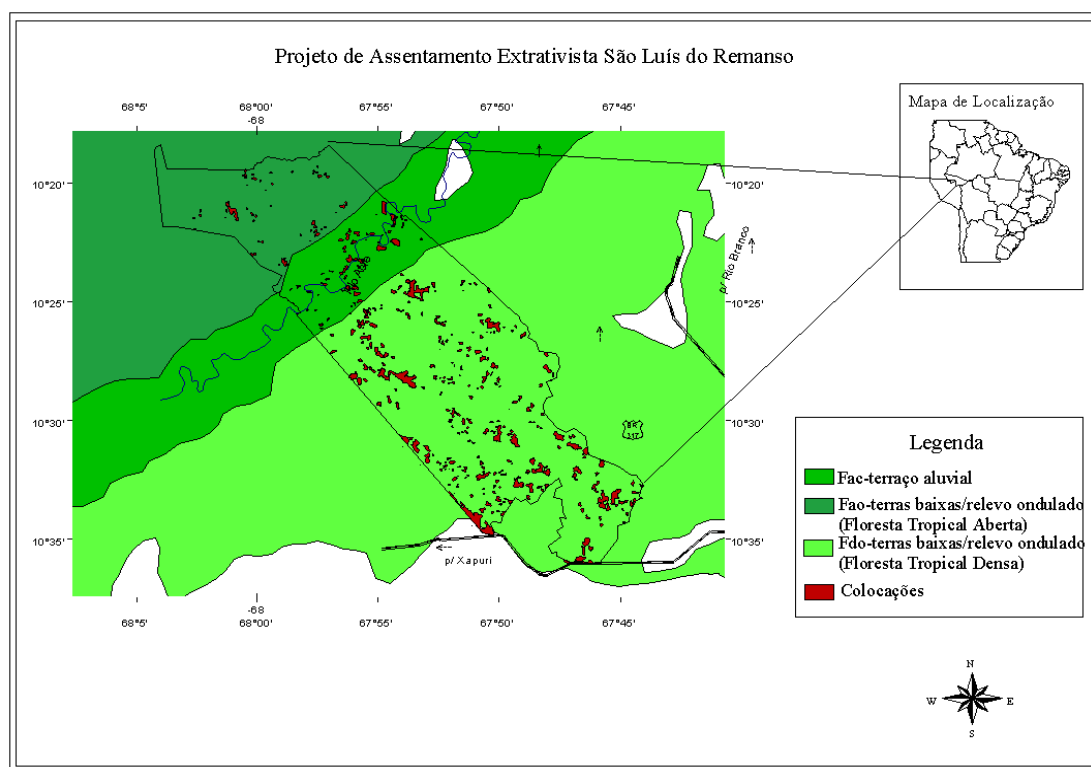 Projeto de Assentamento Extrativista São Luís do Remanso
Mapa de Localização
68°5' 68°00' 67°55' 67°50' 67°45'
-68
10°20' 10°20'
10°25' 10°25'
10°30' 10°30'
10°35' 10°35'
p/ Rio Branco
BR
317
p/ Xapuri
-68
68°5' 68°00' 67°55' 67°50' 67°45'
Legenda
Fac-terraço aluvial
Fao-terras baixas/relevo ondulado
(Floresta Tropical Aberta)
Fdo-terras baixas/relevo ondulado
(Floresta Tropical Densa)
Colocações
N
W E
S